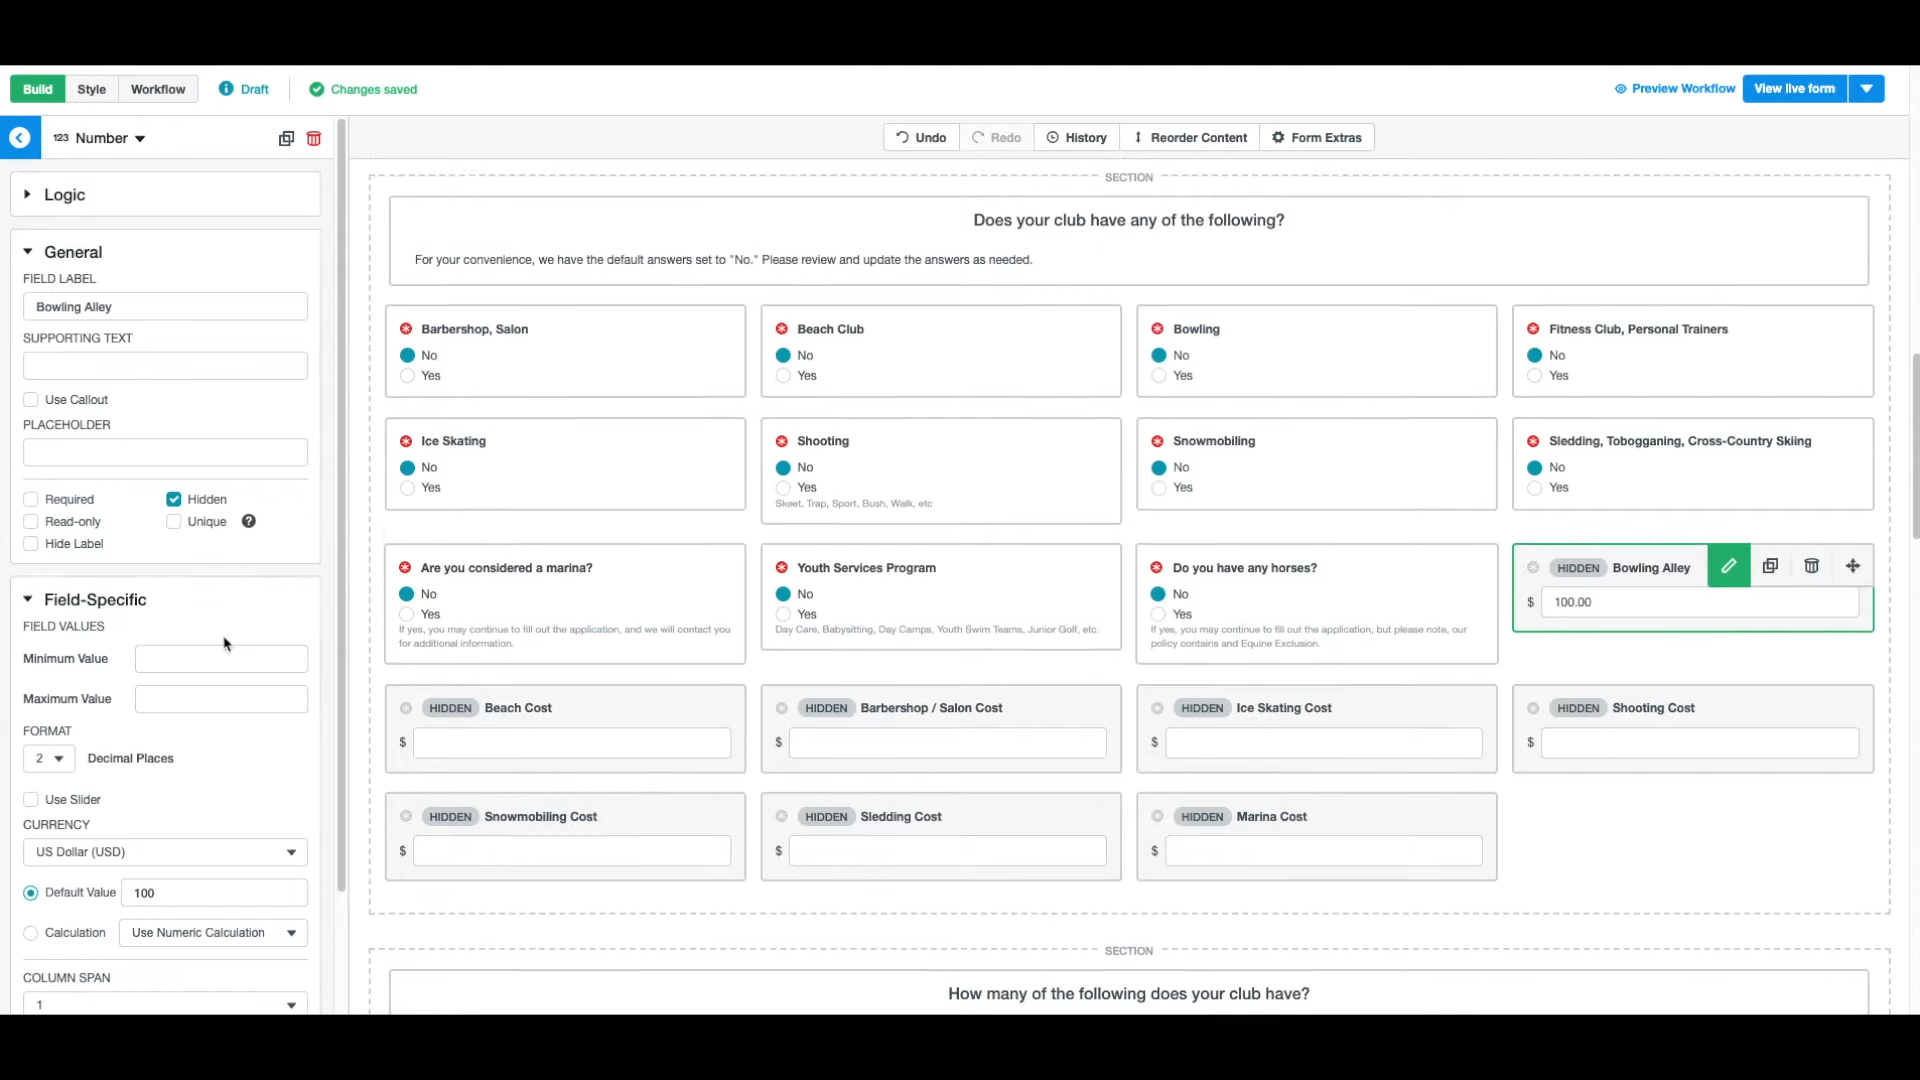 Build Style Workflow Draft Changes saved Preview Workflow View live form
123 Number Undo Redo History Reorder Content Form Extras
Logic
General
FIELD LABEL
Bowling Alley
SUPPORTING TEXT
Use Callout
PLACEHOLDER
Required Hidden
Read-only Unique ?
Hide Label
Field-Specific
FIELD VALUES
Minimum Value
Maximum Value
FORMAT
2 Decimal Places
Use Slider
CURRENCY
US Dollar (USD)
Default Value 100
Calculation Use Numeric Calculation
COLUMN SPAN
1
SECTION
Does your club have any of the following?
For your convenience, we have the default answers set to "No." Please review and update the answers as needed.
Barbershop, Salon
No
Yes
Beach Club
No
Yes
Bowling
No
Yes
Fitness Club, Personal Trainers
No
Yes
Ice Skating
No
Yes
Shooting
No
Yes
Skeet, Trap, Sport, Bush, Walk, etc
Snowmobiling
No
Yes
Sledding, Tobogganing, Cross-Country Skiing
No
Yes
Are you considered a marina?
No
Yes
If yes, you may continue to fill out the application, and we will contact you
for additional information.
Youth Services Program
No
Yes
Day Care, Babysitting, Day Camps, Youth Swim Teams, Junior Golf, etc.
Do you have any horses?
No
Yes
If yes, you may continue to fill out the application, but please note, our
policy contains and Equine Exclusion.
HIDDEN Bowling Alley
$ 100.00
HIDDEN Beach Cost
$
HIDDEN Barbershop / Salon Cost
$
HIDDEN Ice Skating Cost
$
HIDDEN Shooting Cost
$
HIDDEN Snowmobiling Cost
$
HIDDEN Sledding Cost
$
HIDDEN Marina Cost
$
SECTION
How many of the following does your club have?